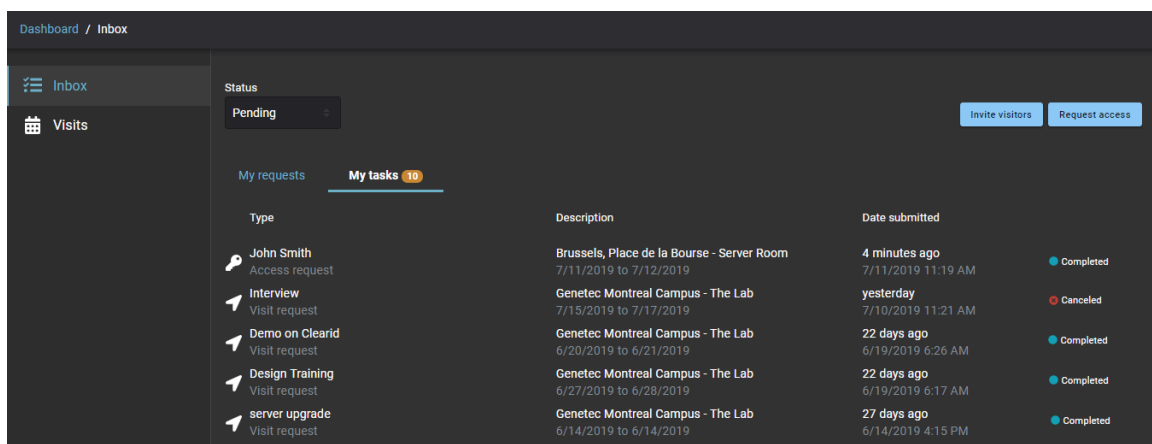 Dashboard / Inbox
Inbox
Visits
Status
Pending
Invite visitors
Request access
My requests
My tasks 10
Type Description Date submitted
John Smith Brussels, Place de la Bourse - Server Room 4 minutes ago
Access request 7/11/2019 to 7/12/2019 7/11/2019 11:19 AM
Completed
Interview Genetec Montreal Campus - The Lab yesterday
Visit request 7/15/2019 to 7/17/2019 7/10/2019 11:21 AM
Canceled
Demo on Clearid Genetec Montreal Campus - The Lab 22 days ago
Visit request 6/20/2019 to 6/21/2019 6/19/2019 6:26 AM
Completed
Design Training Genetec Montreal Campus - The Lab 22 days ago
Visit request 6/27/2019 to 6/28/2019 6/19/2019 6:17 AM
Completed
server upgrade Genetec Montreal Campus - The Lab 27 days ago
Visit request 6/14/2019 to 6/14/2019 6/14/2019 4:15 PM
Completed